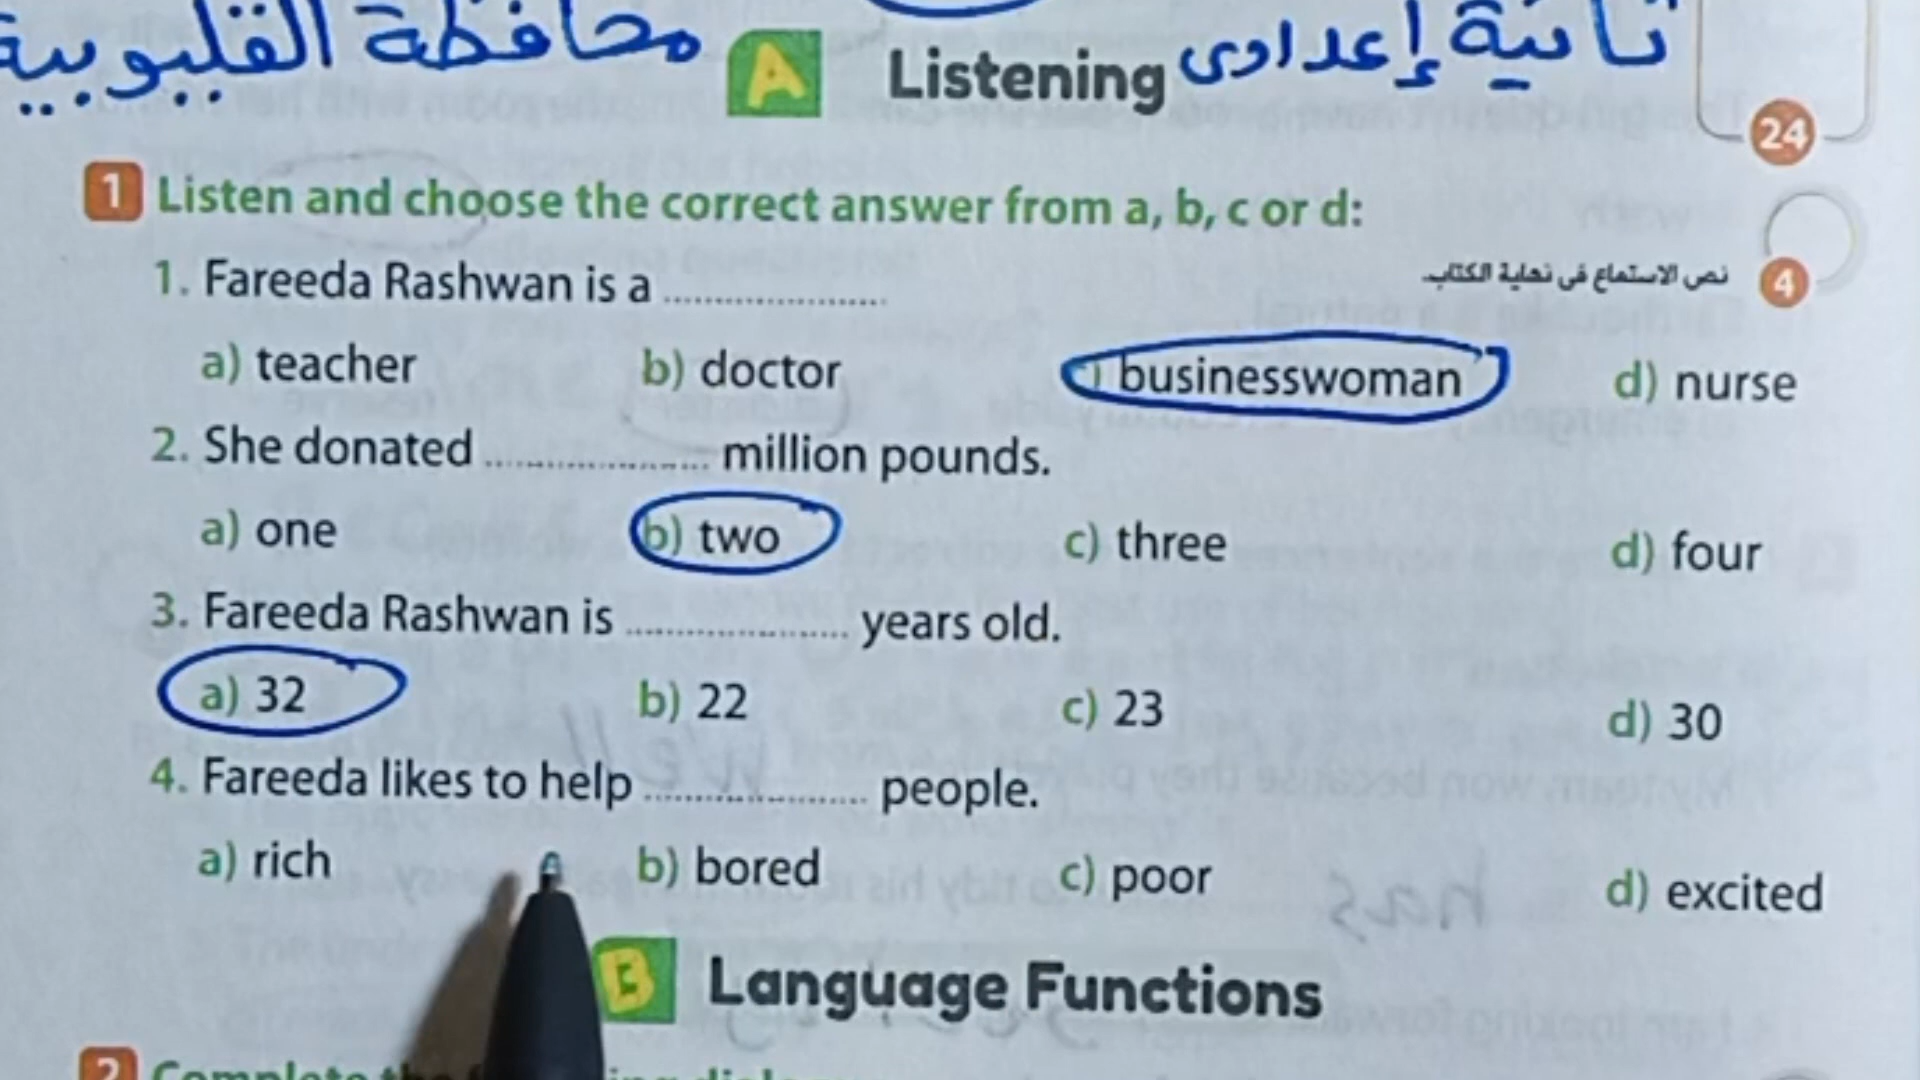 محافظة القليوبية
A Listening ثانية إعدادى
24
1 Listen and choose the correct answer from a, b, c or d:
1. Fareeda Rashwan is a ....................
نص الاستماع فى نهاية الكتاب. 4
a) teacher b) doctor c) businesswoman d) nurse
2. She donated .................... million pounds.
a) one b) two c) three d) four
3. Fareeda Rashwan is .................... years old.
a) 32 b) 22 c) 23 d) 30
4. Fareeda likes to help .................... people.
a) rich b) bored c) poor d) excited
B Language Functions
2 Complete the